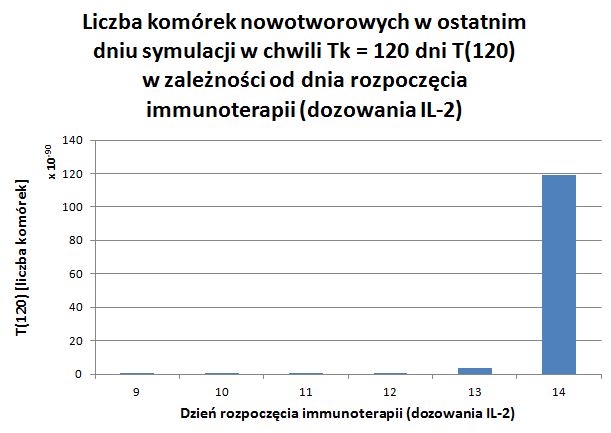 Liczba komórek nowotworowych w ostatnim
dniu symulacji w chwili Tk = 120 dni T(120)
w zależności od dnia rozpoczęcia
immunoterapii (dozowania IL-2)
x 10⁻⁹⁰
T(120) [liczba komórek]
140
120
100
80
60
40
20
0
9 10 11 12 13 14
Dzień rozpoczęcia immunoterapii (dozowania IL-2)